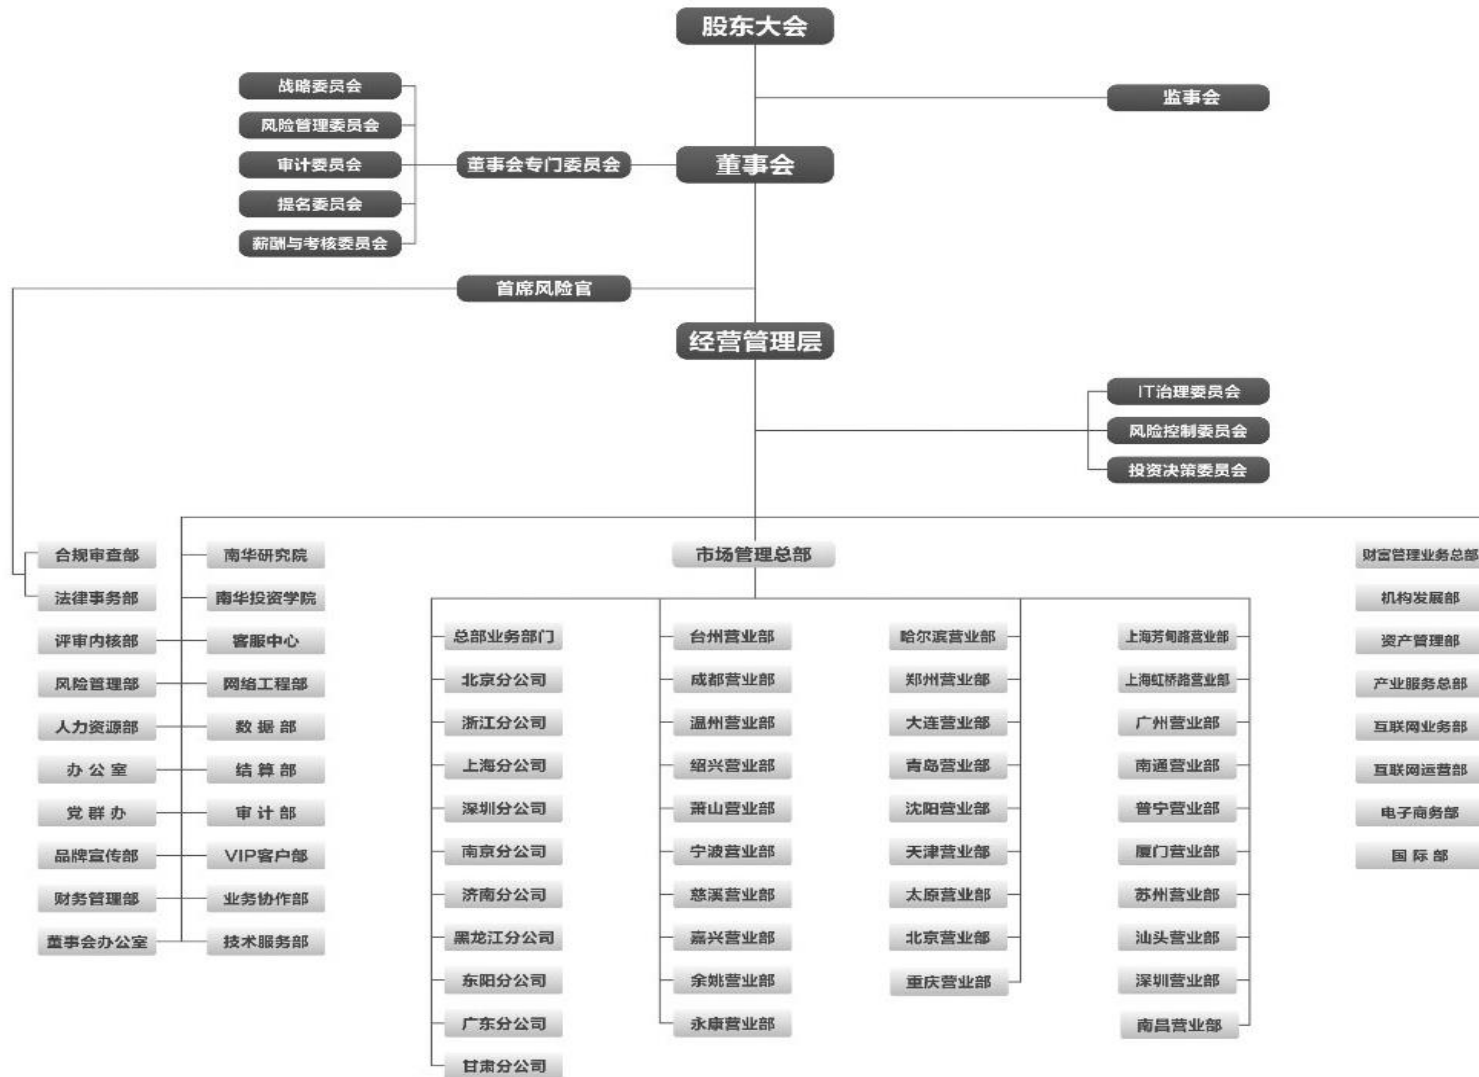 股东大会
监事会
战略委员会
风险管理委员会
审计委员会
提名委员会
薪酬与考核委员会
董事会专门委员会
董事会
首席风险官
经营管理层
IT治理委员会
风险控制委员会
投资决策委员会
合规审查部
法律事务部
评审内核部
风险管理部
人力资源部
办公室
党群办
品牌宣传部
财务管理部
董事会办公室
南华研究院
南华投资学院
客服中心
网络工程部
数据部
结算部
审计部
VIP客户部
业务协作部
技术服务部
市场管理总部
总部业务部门
北京分公司
浙江分公司
上海分公司
深圳分公司
南京分公司
济南分公司
黑龙江分公司
东阳分公司
广东分公司
甘肃分公司
台州营业部
成都营业部
温州营业部
绍兴营业部
萧山营业部
宁波营业部
慈溪营业部
嘉兴营业部
余姚营业部
永康营业部
哈尔滨营业部
郑州营业部
大连营业部
青岛营业部
沈阳营业部
天津营业部
太原营业部
北京营业部
重庆营业部
上海芳甸路营业部
上海虹桥路营业部
广州营业部
南通营业部
普宁营业部
厦门营业部
苏州营业部
汕头营业部
深圳营业部
南昌营业部
财富管理业务总部
机构发展部
资产管理部
产业服务总部
互联网业务部
互联网运营部
电子商务部
国际部